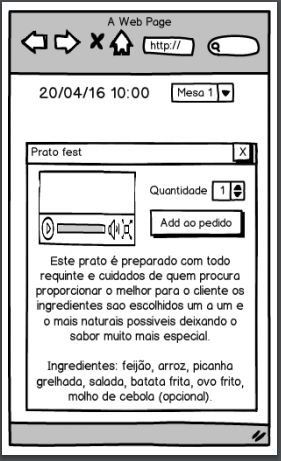 A Web Page
http://
20/04/16 10:00
Mesa 1
Prato fest
X
Quantidade
1
Add ao pedido
Este prato é preparado com todo
requinte e cuidados de quem procura
proporcionar o melhor para o cliente os
ingredientes sao escolhidos um a um e
o mais naturais possiveis deixando o
sabor muito mais especial.
Ingredientes: feijão, arroz, picanha
grelhada, salada, batata frita, ovo frito,
molho de cebola (opcional).